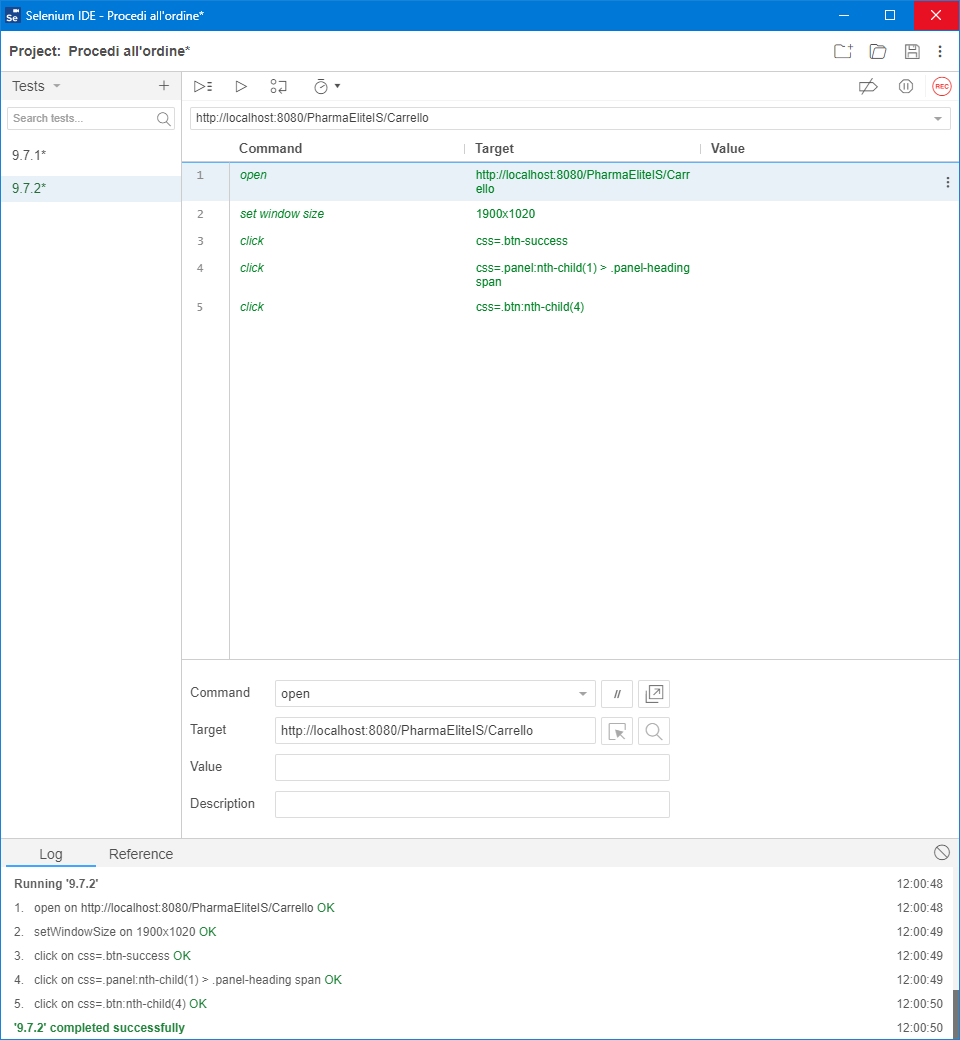 Selenium IDE - Procedi all'ordine*
Project: Procedi all'ordine*
Tests
REC
Search tests...
http://localhost:8080/PharmaEliteIS/Carrello
9.7.1*
9.7.2*
Command Target Value
1 open http://localhost:8080/PharmaEliteIS/Carr
ello
2 set window size 1900x1020
3 click css=.btn-success
4 click css=.panel:nth-child(1) > .panel-heading
span
5 click css=.btn:nth-child(4)
Command open //
Target http://localhost:8080/PharmaEliteIS/Carrello
Value
Description
Log Reference
Running '9.7.2' 12:00:48
1. open on http://localhost:8080/PharmaEliteIS/Carrello OK 12:00:48
2. setWindowSize on 1900x1020 OK 12:00:49
3. click on css=.btn-success OK 12:00:49
4. click on css=.panel:nth-child(1) > .panel-heading span OK 12:00:49
5. click on css=.btn:nth-child(4) OK 12:00:50
'9.7.2' completed successfully 12:00:50